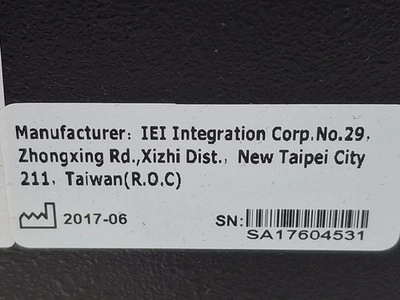 Manufacturer: IEI Integration Corp.No.29,
Zhongxing Rd.,Xizhi Dist., New Taipei City
211, Taiwan(R.O.C)
2017-06 SN:
SA17604531